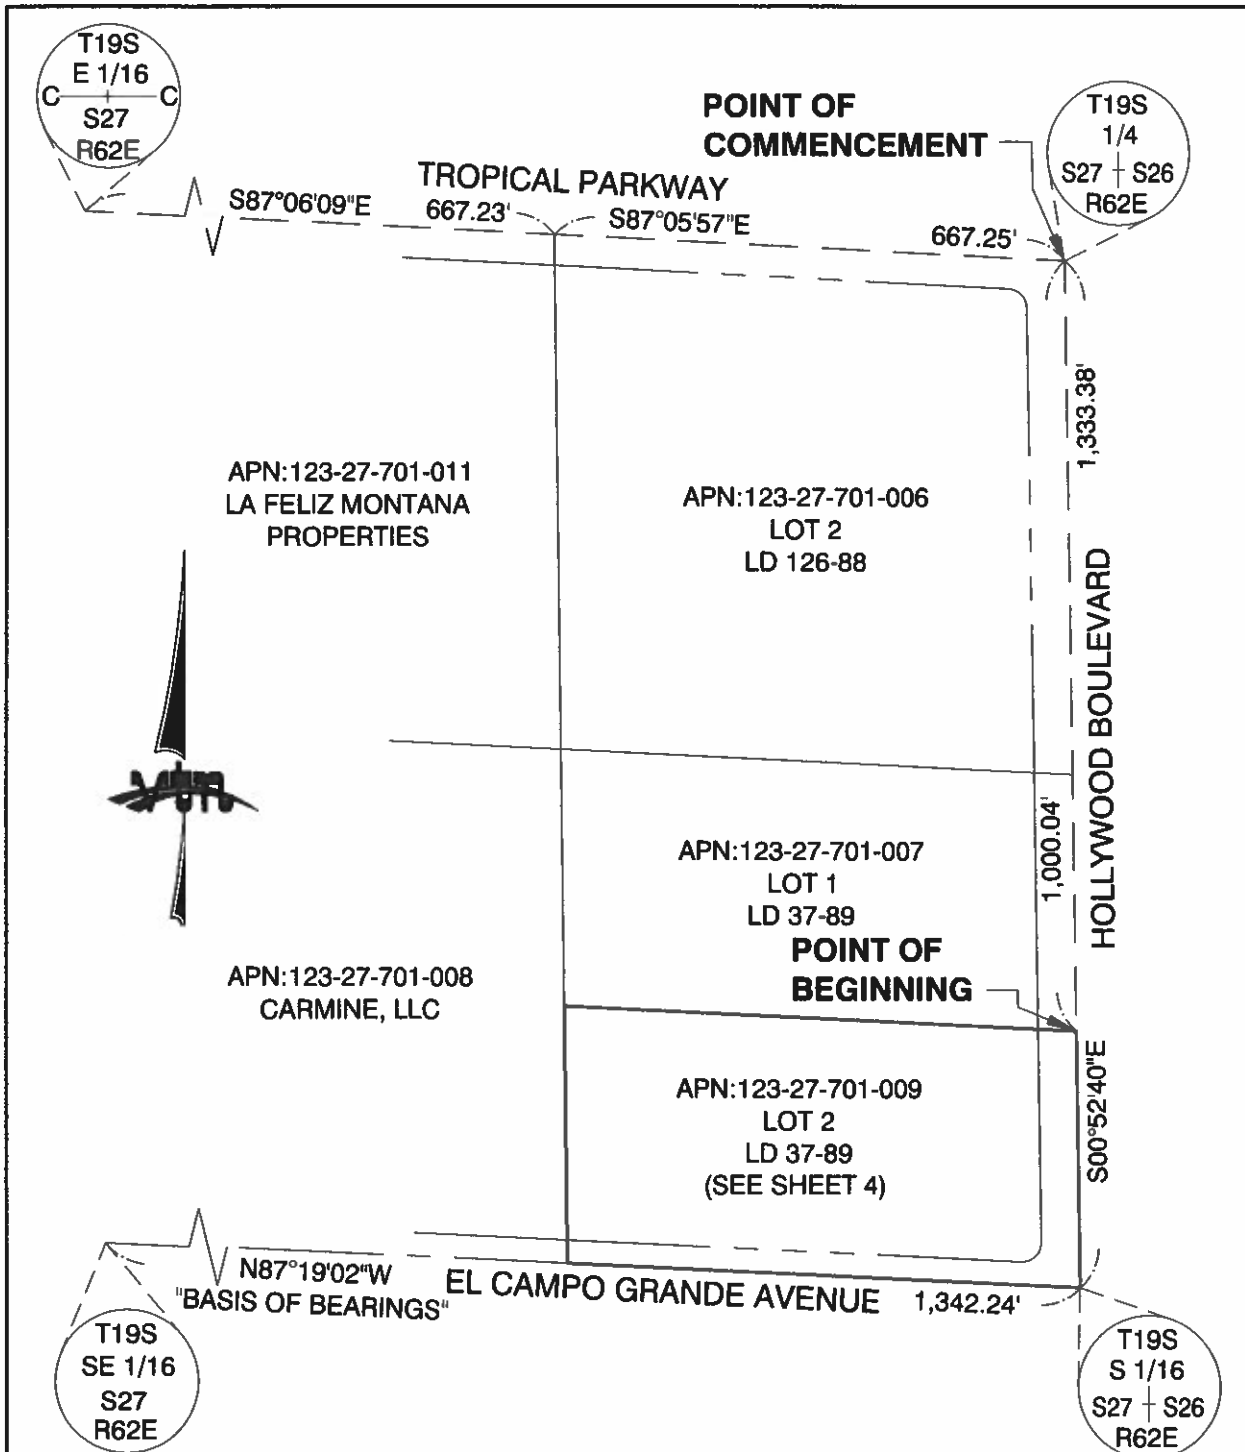 T19S
E 1/16
C C
S27
R62E
POINT OF
COMMENCEMENT
T19S
1/4
S27 S26
R62E
TROPICAL PARKWAY
S87°06'09"E
667.23'
S87°05'57"E
667.25'
1,333.38'
APN:123-27-701-011
LA FELIZ MONTANA
PROPERTIES
APN:123-27-701-006
LOT 2
LD 126-88
HOLLYWOOD BOULEVARD
VTN
1,000.04'
APN:123-27-701-007
LOT 1
LD 37-89
POINT OF
BEGINNING
APN:123-27-701-008
CARMINE, LLC
S00°52'40"E
APN:123-27-701-009
LOT 2
LD 37-89
(SEE SHEET 4)
N87°19'02"W
"BASIS OF BEARINGS"
EL CAMPO GRANDE AVENUE
1,342.24'
T19S
SE 1/16
S27
R62E
T19S
S 1/16
S27 S26
R62E